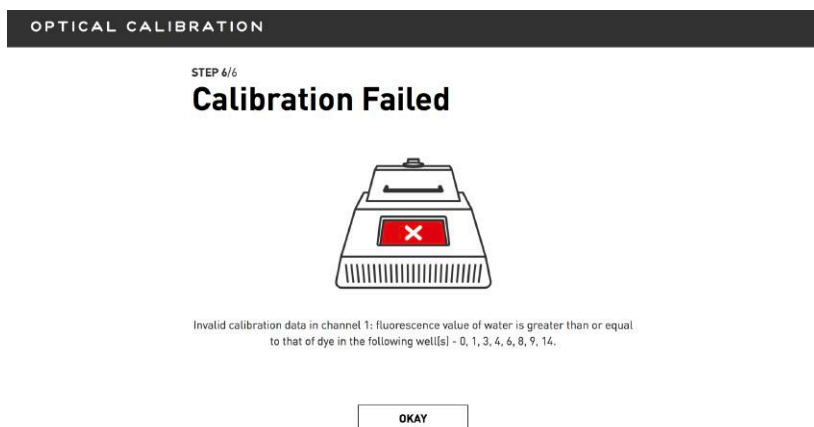 OPTICAL CALIBRATION
STEP 6/6
Calibration Failed
Invalid calibration data in channel 1: fluorescence value of water is greater than or equal
to that of dye in the following well(s) - 0, 1, 3, 4, 6, 8, 9, 14.
OKAY